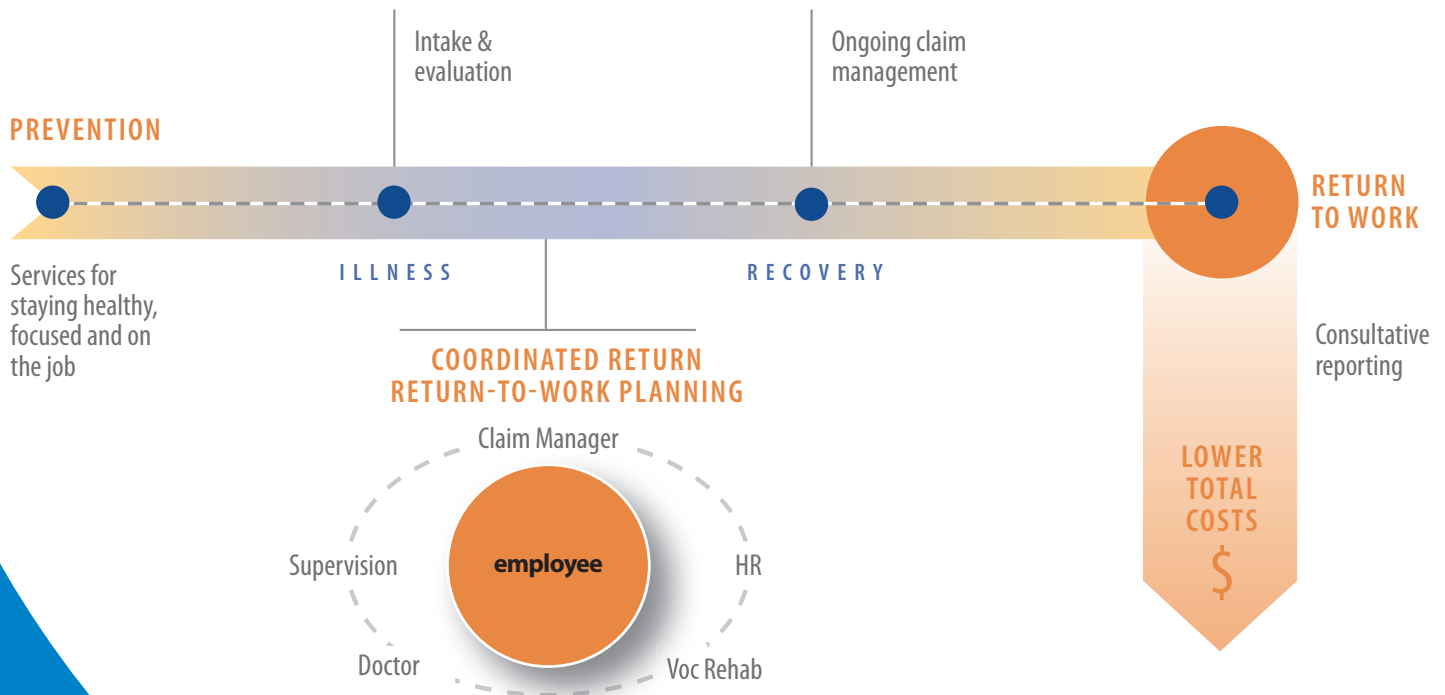 Intake &
evaluation
Ongoing claim
management
PREVENTION
RETURN
TO WORK
Services for
staying healthy,
focused and on
the job
ILLNESS
RECOVERY
Consultative
reporting
COORDINATED RETURN
RETURN-TO-WORK PLANNING
Claim Manager
Supervision
employee
HR
Doctor
Voc Rehab
LOWER
TOTAL
COSTS
$